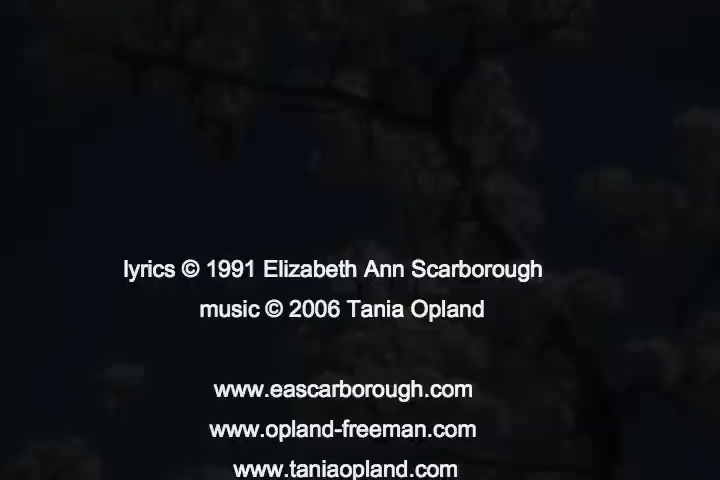 lyrics © 1991 Elizabeth Ann Scarborough
music © 2006 Tania Opland
www.eascarborough.com
www.opland-freeman.com
www.taniaopland.com